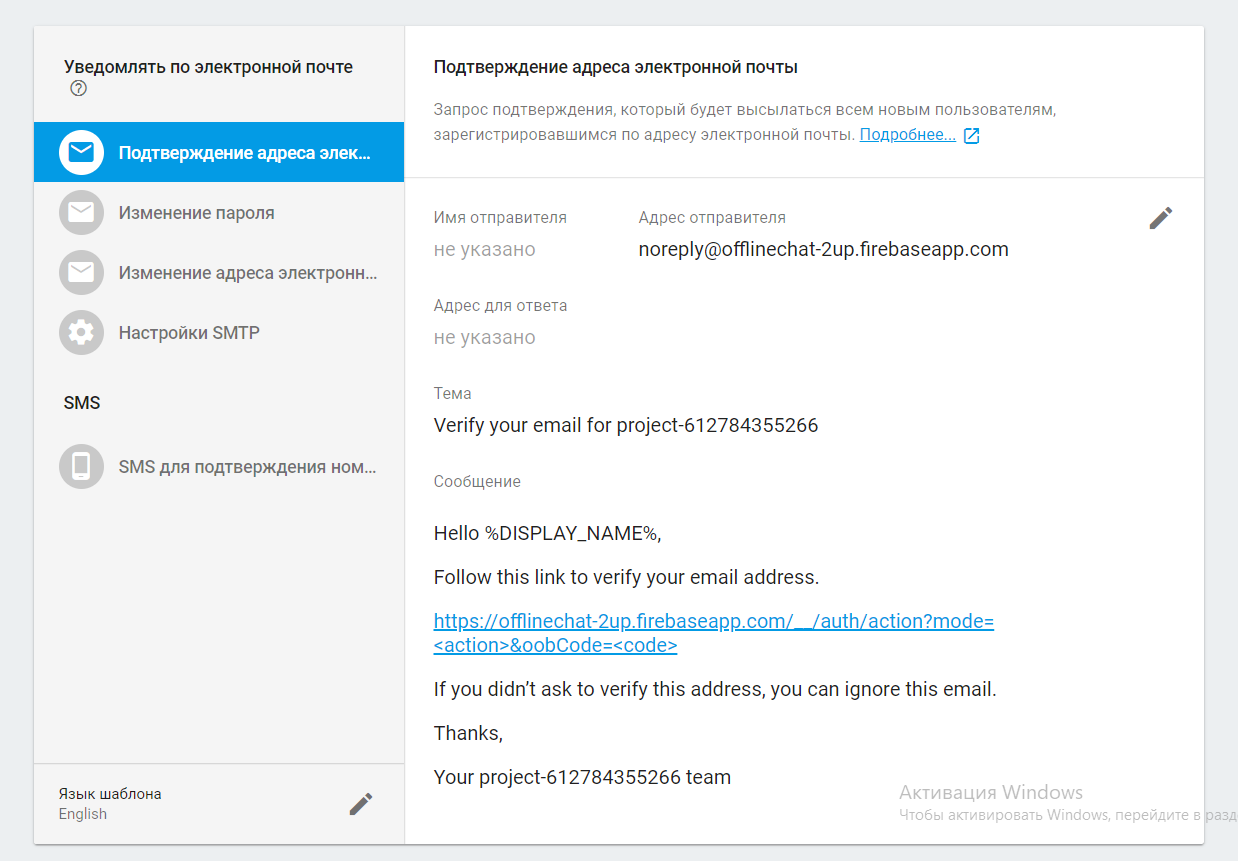 Уведомлять по электронной почте
Подтверждение адреса элек...
Изменение пароля
Изменение адреса электронн...
Настройки SMTP
SMS
SMS для подтверждения ном...
Язык шаблона
English
Подтверждение адреса электронной почты
Запрос подтверждения, который будет высылаться всем новым пользователям,
зарегистрировавшимся по адресу электронной почты. Подробнее...
Имя отправителя
не указано
Адрес отправителя
noreply@offlinechat-2up.firebaseapp.com
Адрес для ответа
не указано
Тема
Verify your email for project-612784355266
Сообщение
Hello %DISPLAY_NAME%,
Follow this link to verify your email address.
https://offlinechat-2up.firebaseapp.com/__/auth/action?mode=
<action>&oobCode=<code>
If you didn’t ask to verify this address, you can ignore this email.
Thanks,
Your project-612784355266 team
Активация Windows
Чтобы активировать Windows, перейдите в разд